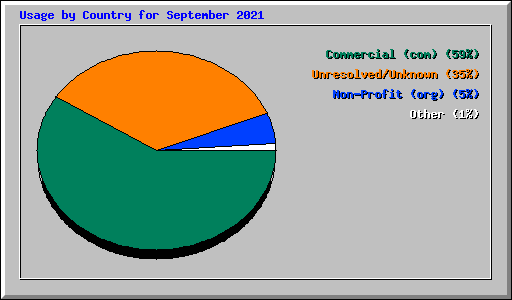 Usage by Country for September 2021
Commercial (com) (59%)
Unresolved/Unknown (35%)
Non-Profit (org) (5%)
Other (1%)